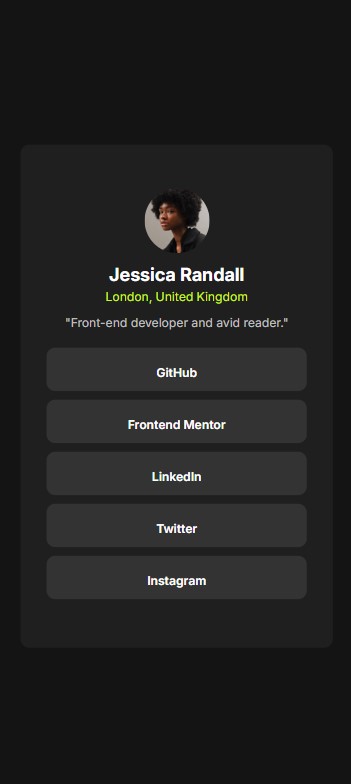 Jessica Randall
London, United Kingdom
"Front-end developer and avid reader."
GitHub
Frontend Mentor
LinkedIn
Twitter
Instagram